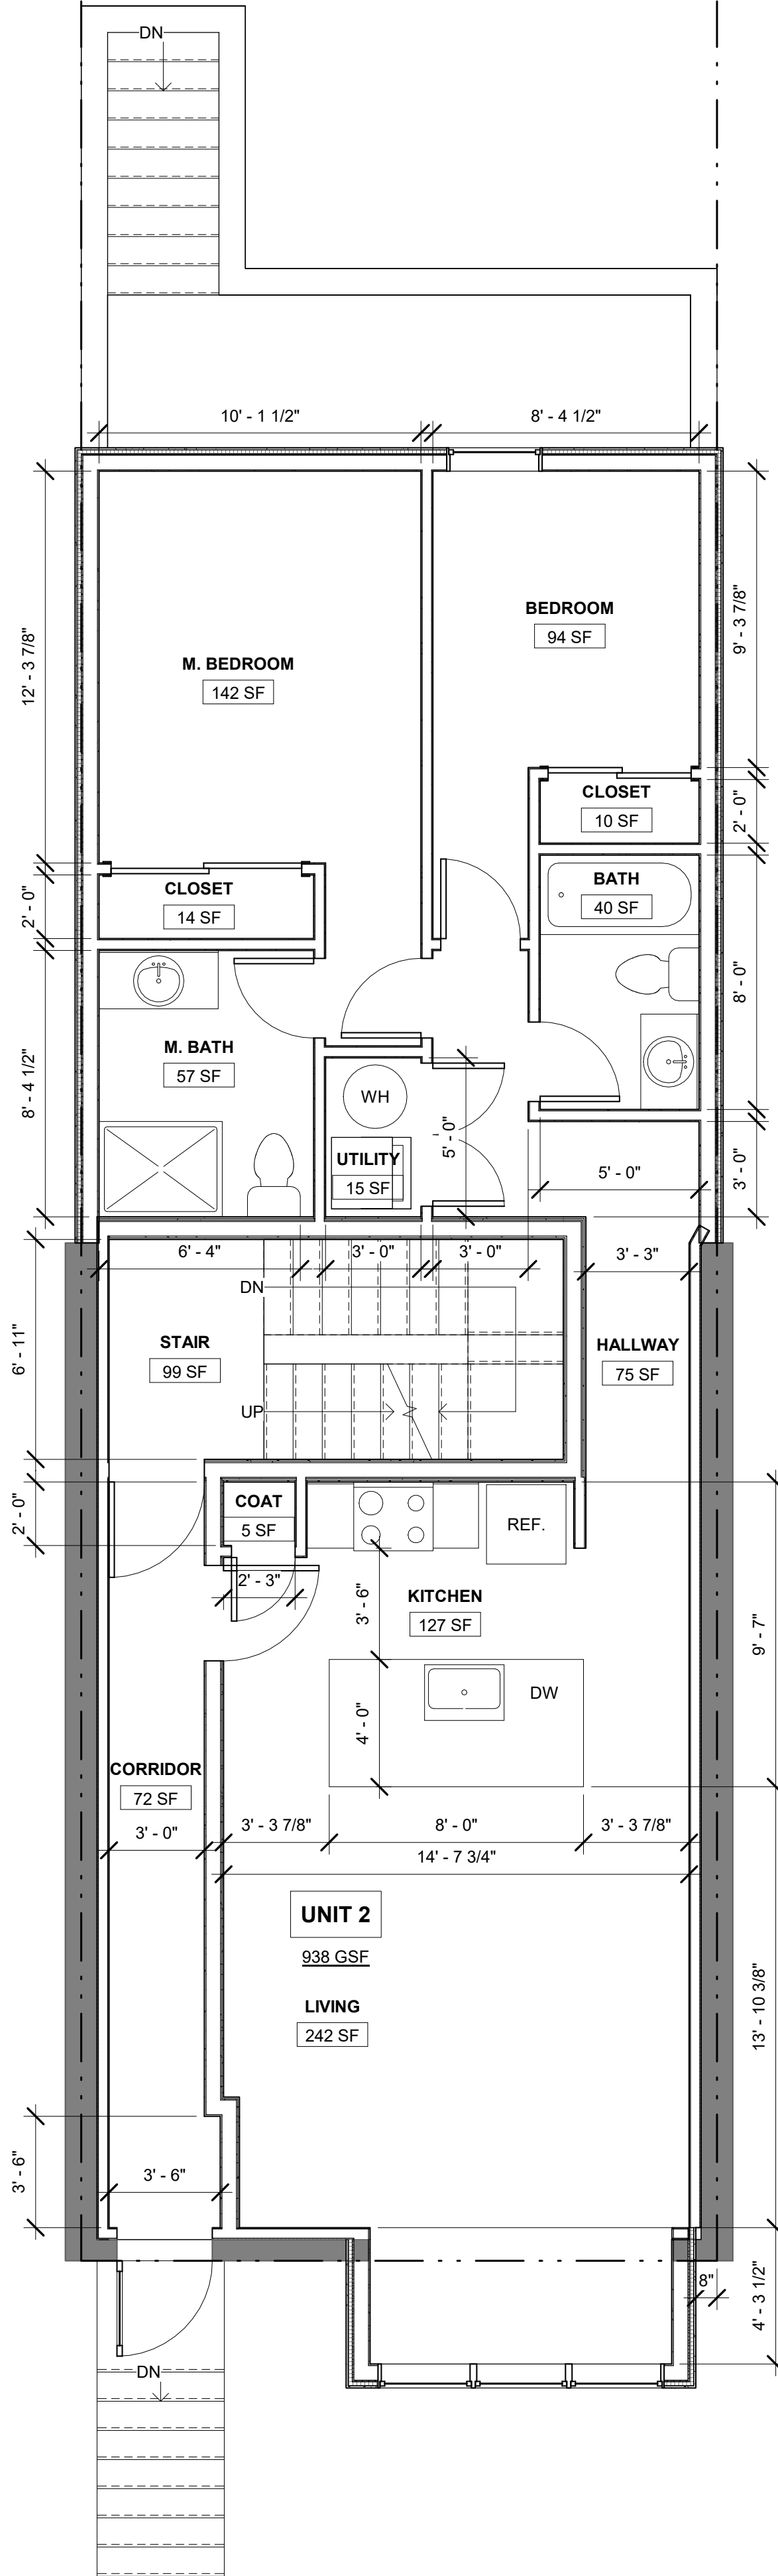 DN
10' - 1 1/2"
8' - 4 1/2"
12' - 3 7/8"
9' - 3 7/8"
BEDROOM
94 SF
M. BEDROOM
142 SF
CLOSET
10 SF
2' - 0"
CLOSET
14 SF
2' - 0"
BATH
40 SF
8' - 0"
M. BATH
57 SF
8' - 4 1/2"
WH
UTILITY
15 SF
5' - 0"
5' - 0"
3' - 0"
6' - 4"
3' - 0"
3' - 0"
3' - 3"
DN
6' - 11"
STAIR
99 SF
HALLWAY
75 SF
UP
2' - 0"
COAT
5 SF
REF.
2' - 3"
3' - 6"
KITCHEN
127 SF
9' - 7"
4' - 0"
DW
CORRIDOR
72 SF
3' - 0"
3' - 3 7/8"
8' - 0"
3' - 3 7/8"
14' - 7 3/4"
UNIT 2
938 GSF
LIVING
242 SF
13' - 10 3/8"
3' - 6"
3' - 6"
8"
4' - 3 1/2"
DN